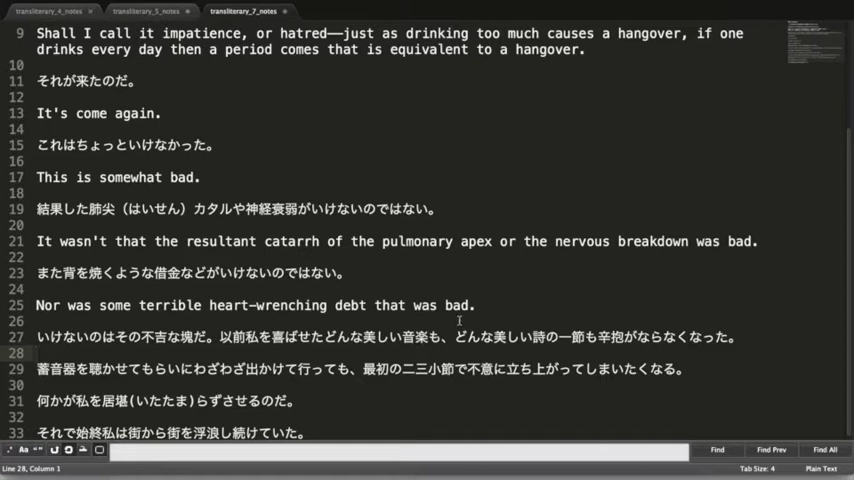 transliterary_4_notes
transliterary_5_notes
transliterary_7_notes
9 Shall I call it impatience, or hatred——just as drinking too much causes a hangover, if one
drinks every day then a period comes that is equivalent to a hangover.
10
11 それが来たのだ。
12
13 It's come again.
14
15 これはちょっといけなかった。
16
17 This is somewhat bad.
18
19 結果した肺尖（はいせん）カタルや神経衰弱がいけないのではない。
20
21 It wasn't that the resultant catarrh of the pulmonary apex or the nervous breakdown was bad.
22
23 また背を焼くような借金などがいけないのではない。
24
25 Nor was some terrible heart-wrenching debt that was bad.
26
27 いけないのはその不吉な塊だ。以前私を喜ばせたどんな美しい音楽も、どんな美しい詩の一節も辛抱がならなくなった。
28
29 蓄音器を聴かせてもらいにわざわざ出かけて行っても、最初の二三小節で不意に立ち上がってしまいたくなる。
30
31 何かが私を居堪(いたたま)らずさせるのだ。
32
33 それで始終私は街から街を浮浪し続けていた。
.* Aa “” Find Find Prev Find All
Line 28, Column 1 Tab Size: 4 Plain Text